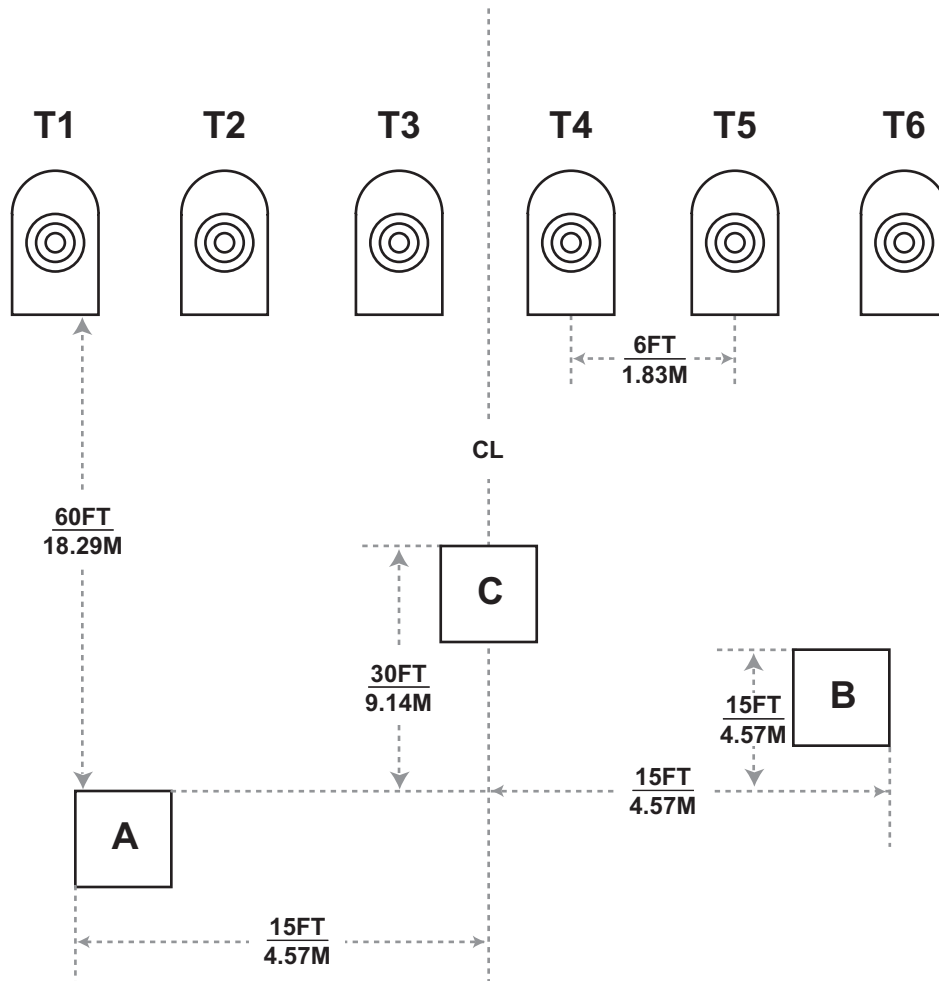 T1 T2 T3 T4 T5 T6
6FT
1.83M
CL
60FT
18.29M
C
30FT
9.14M
B
15FT
4.57M
15FT
4.57M
A
15FT
4.57M